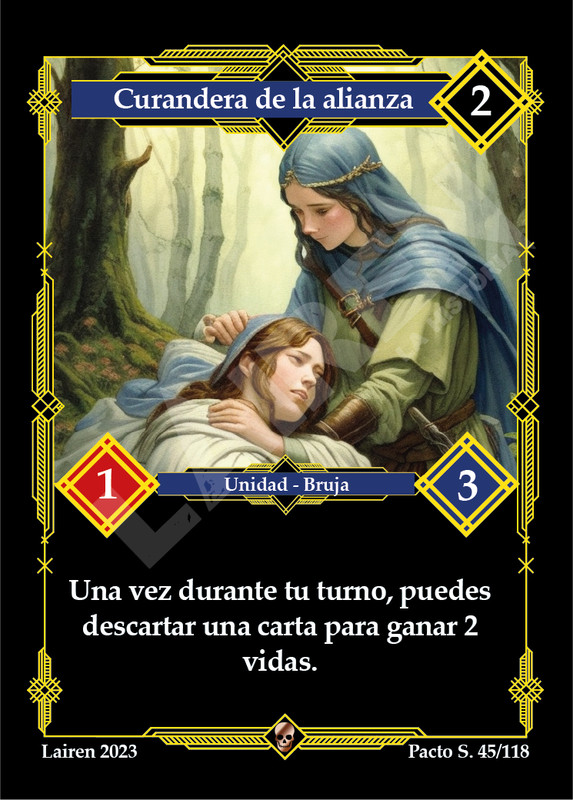 Curandera de la alianza
2
1
Unidad - Bruja
3
Una vez durante tu turno, puedes
descartar una carta para ganar 2
vidas.
Lairen 2023
Pacto S. 45/118